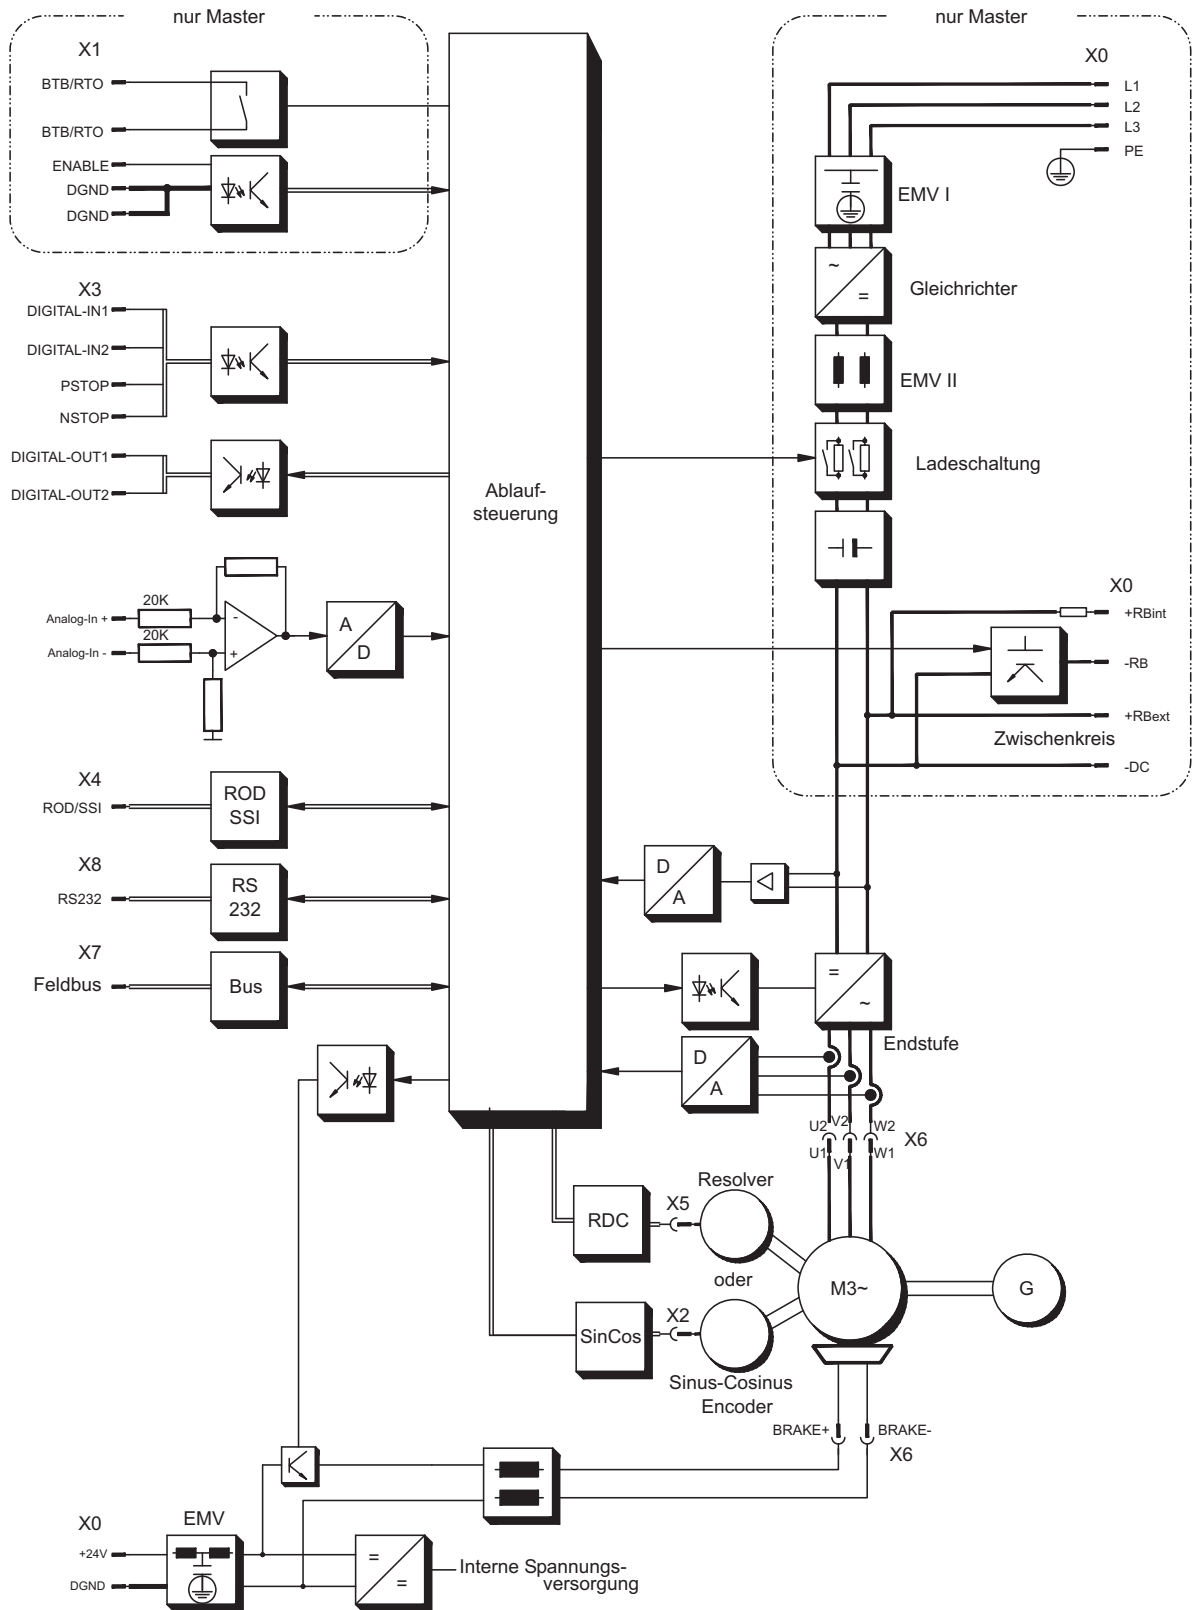 nur Master
nur Master
X1
BTB/RTO
BTB/RTO
ENABLE
DGND
DGND
X0
L1
L2
L3
PE
EMV I
~
=
Gleichrichter
EMV II
Ladeschaltung
X3
DIGITAL-IN1
DIGITAL-IN2
PSTOP
NSTOP
DIGITAL-OUT1
DIGITAL-OUT2
Ablauf-
steuerung
20K
Analog-In +
20K
Analog-In -
-
+
A
D
X0
+RBint
-RB
+RBext
Zwischenkreis
-DC
X4
ROD/SSI
ROD
SSI
X8
RS232
RS
232
X7
Feldbus
Bus
D
A
=
~
Endstufe
D
A
U2 V2 W2
X6
U1 V1 W1
Resolver
X5
RDC
oder
M3~
G
X2
SinCos
Sinus-Cosinus
Encoder
BRAKE+
BRAKE-
X6
X0
EMV
+24V
DGND
=
=
Interne Spannungs-
versorgung